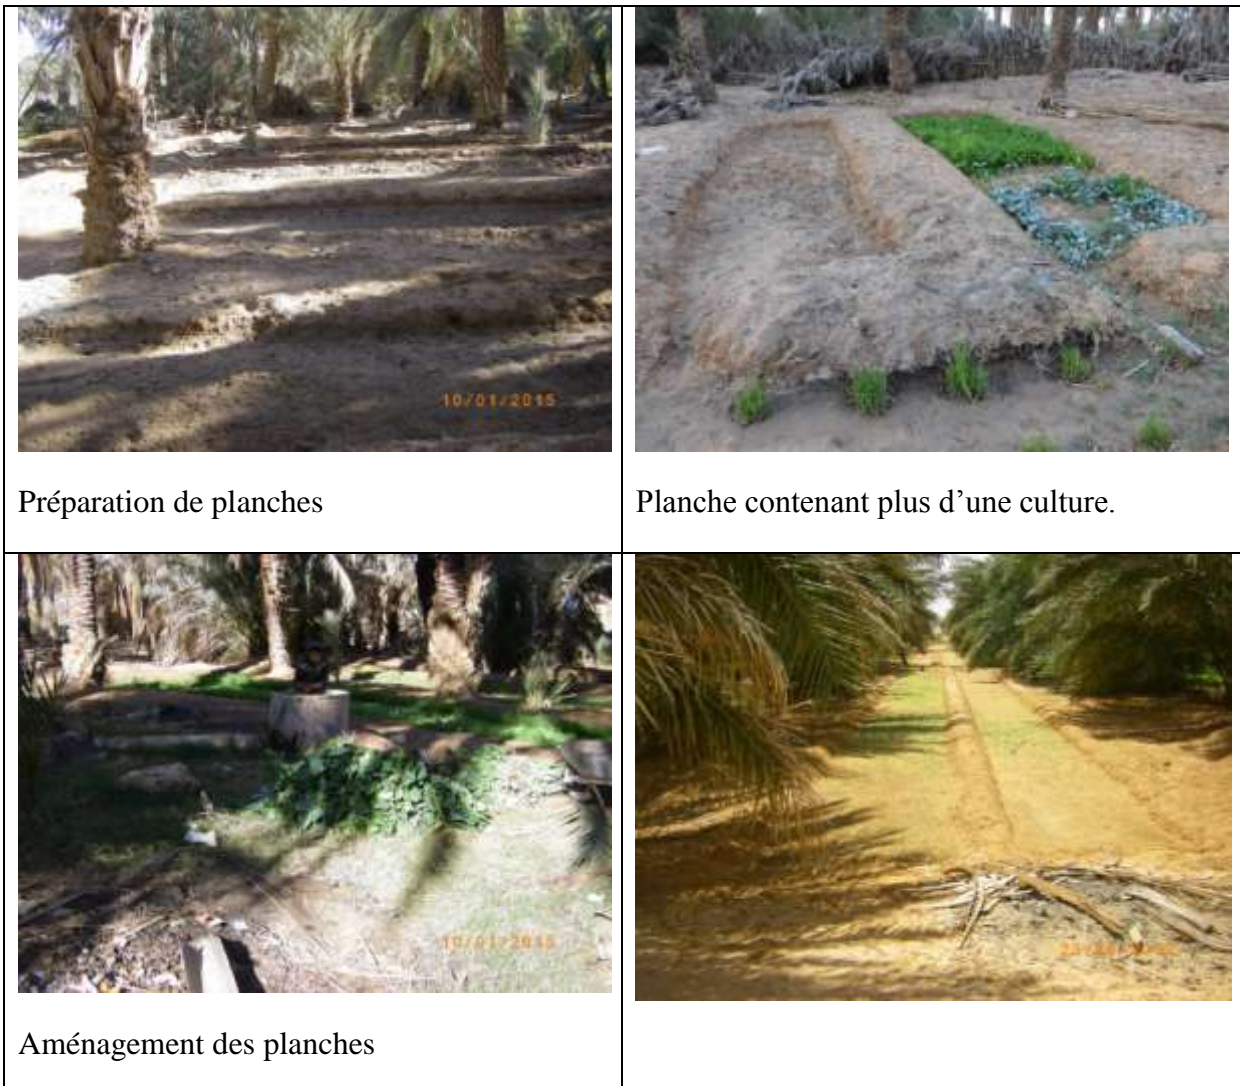 10/01/2015
Préparation de planches
Planche contenant plus d'une culture.
10/01/2015
Aménagement des planches